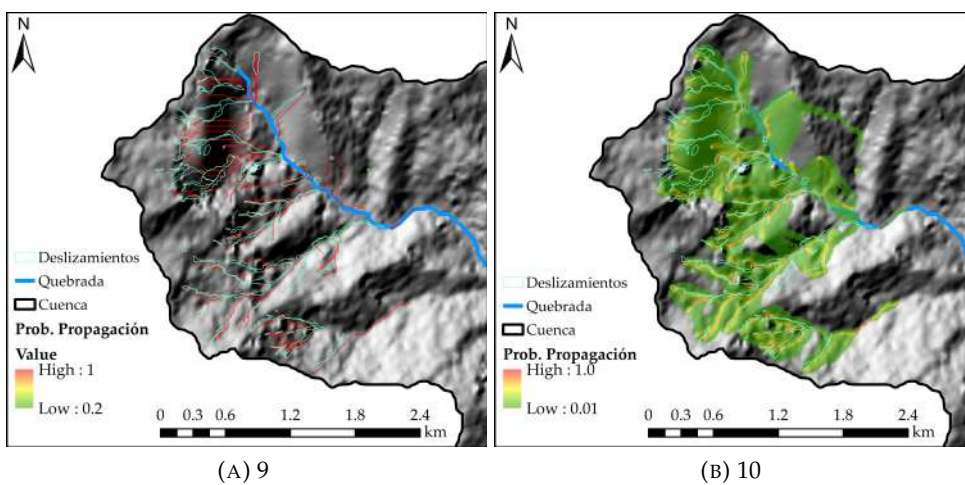 N
Deslizamientos
Quebrada
Cuenca
Prob. Propagación
Value
High : 1
Low : 0.2
0 0.3 0.6 1.2 1.8 2.4
km
(A) 9
N
Deslizamientos
Quebrada
Cuenca
Prob. Propagación
High : 1.0
Low : 0.01
0 0.3 0.6 1.2 1.8 2.4
km
(B) 10